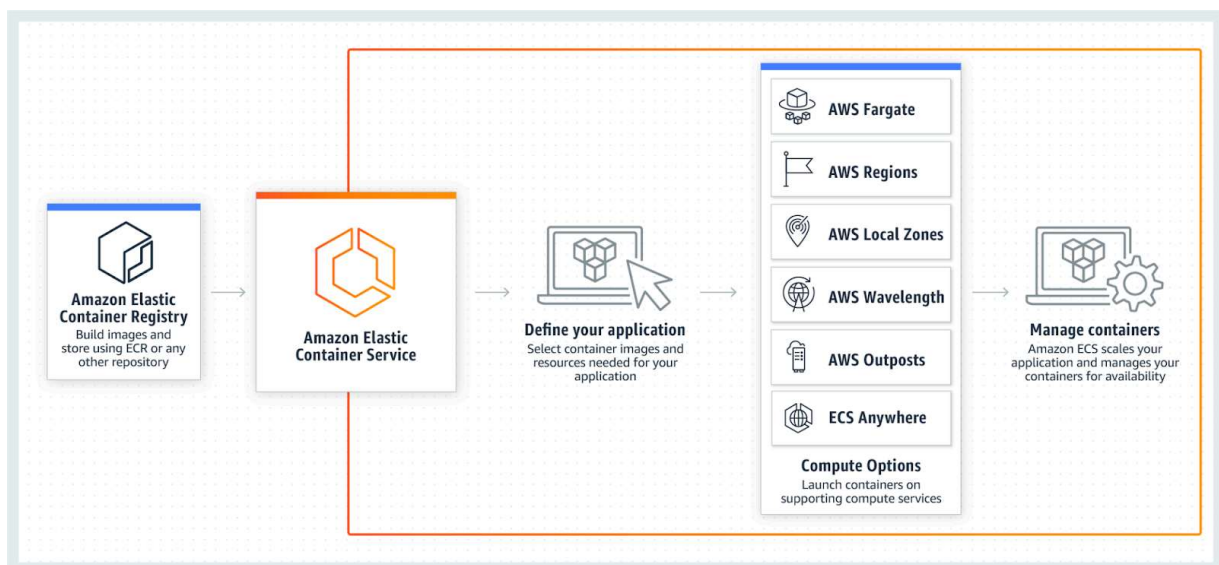 Amazon Elastic
Container Registry
Build images and
store using ECR or any
other repository
Amazon Elastic
Container Service
Define your application
Select container images and
resources needed for your
application
AWS Fargate
AWS Regions
AWS Local Zones
AWS Wavelength
AWS Outposts
ECS Anywhere
Compute Options
Launch containers on
supporting compute services
Manage containers
Amazon ECS scales your
application and manages your
containers for availability